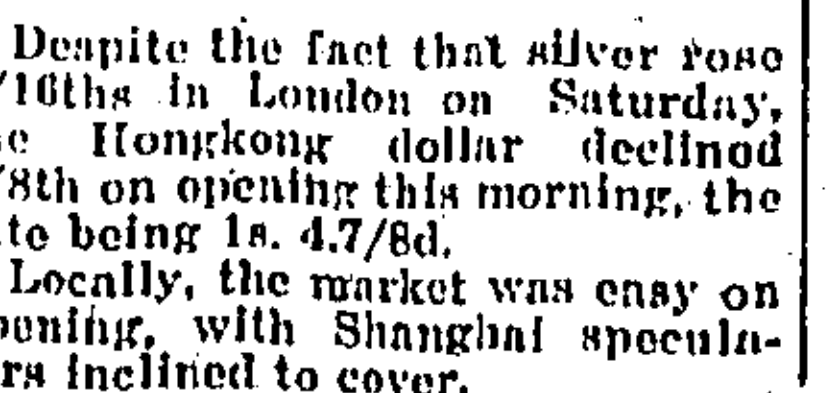 Despite the fact that silver rose
/16ths in London on Saturday,
e Hongkong dollar declined
/8th on opening this morning, the
te being 1s. 4.7/8d.
Locally, the market was easy on
pening, with Shanghai specula-
rs inclined to cover.